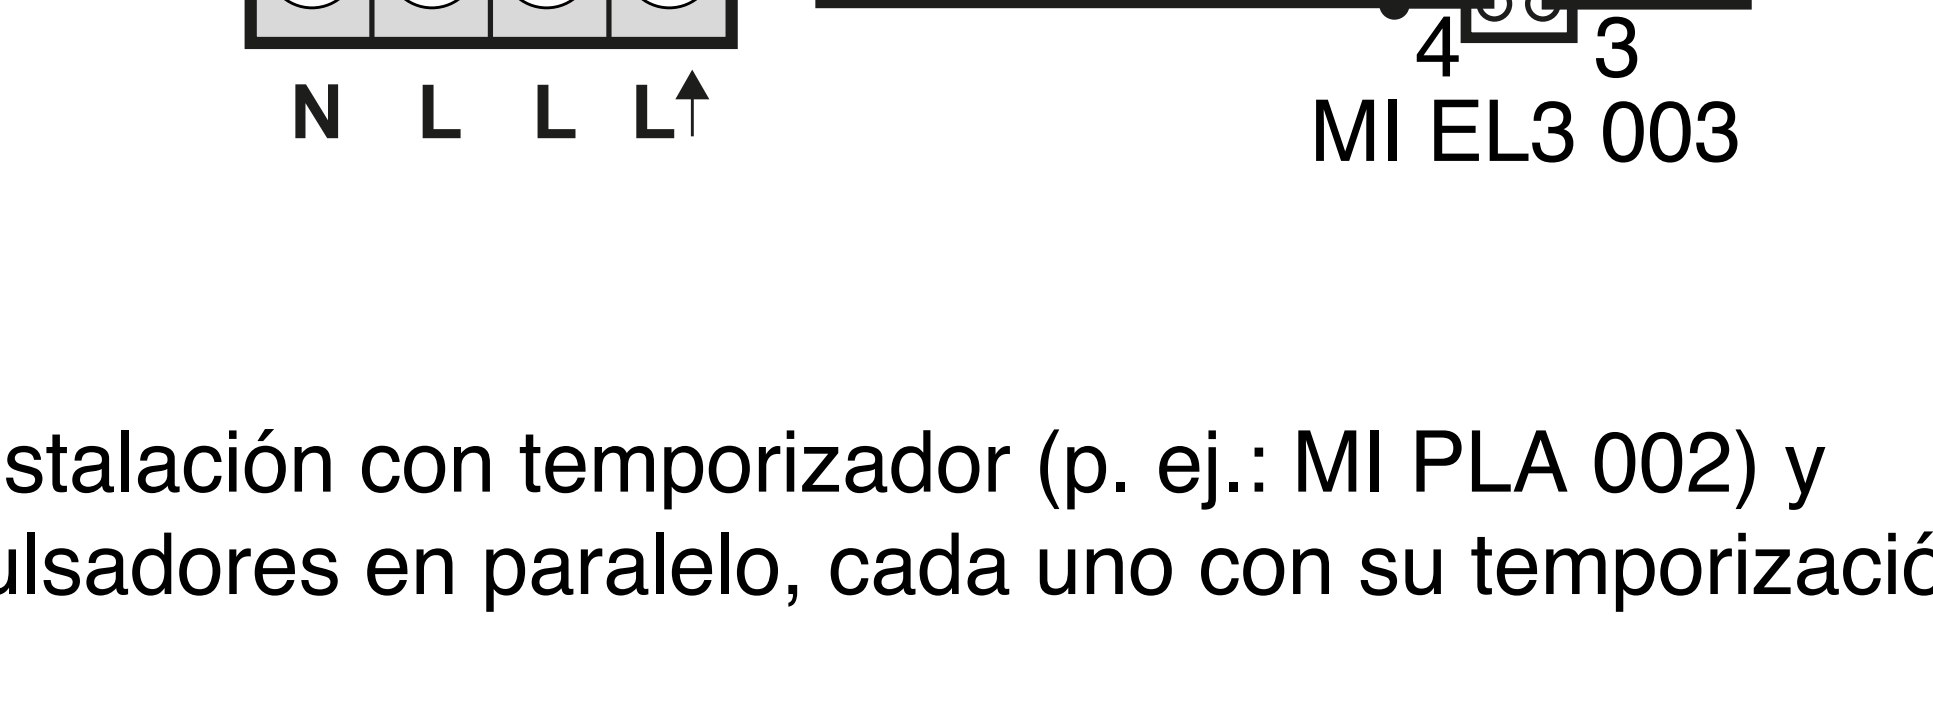 4 3
N L L L↑
MI EL3 003
stalación con temporizador (p. ej.: MI PLA 002) y
ulsadores en paralelo, cada uno con su temporizació